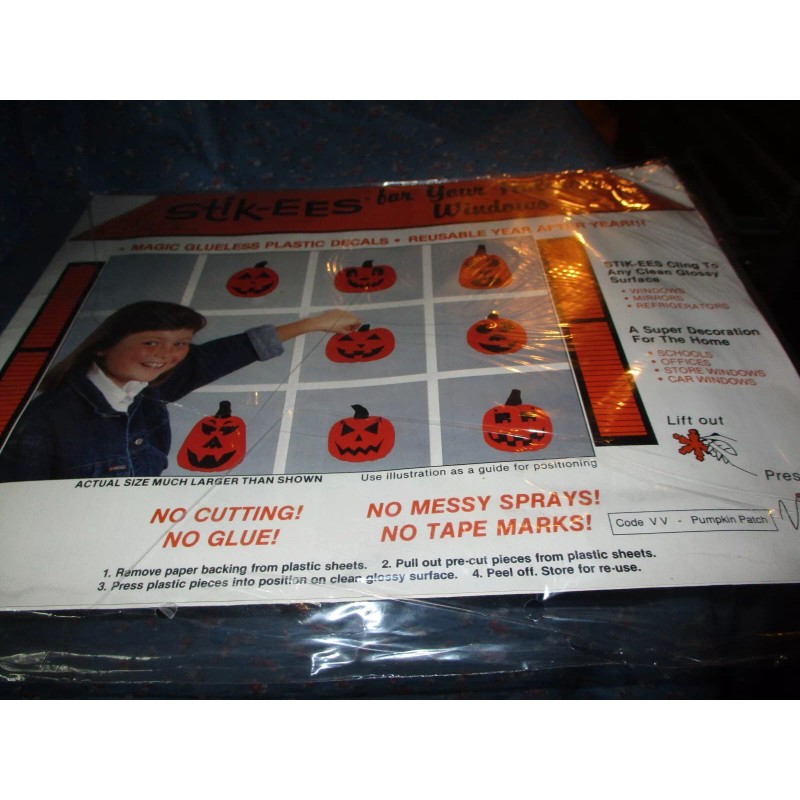 STIK-EES for Your
Windows
• MAGIC GLUELESS PLASTIC DECALS • REUSABLE YEAR AFTER YEAR!!!
STIK-EES Cling To
Any Clean Glossy
Surface
• WINDOWS
• MIRRORS
• REFRIGERATORS
A Super Decoration
For The Home
• SCHOOLS
• OFFICES
• STORE WINDOWS
• CAR WINDOWS
Lift out
Pres
ACTUAL SIZE MUCH LARGER THAN SHOWN
Use illustration as a guide for positioning
NO CUTTING!
NO GLUE!
NO MESSY SPRAYS!
NO TAPE MARKS!
Code VV - Pumpkin Patch
1. Remove paper backing from plastic sheets. 2. Pull out pre-cut pieces from plastic sheets.
3. Press plastic pieces into position on clean glossy surface. 4. Peel off. Store for re-use.